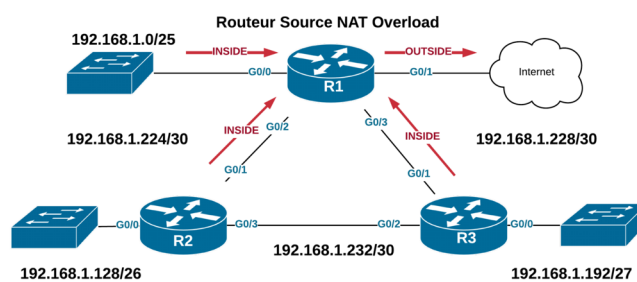 Routeur Source NAT Overload
192.168.1.0/25
INSIDE
OUTSIDE
G0/0
R1
G0/1
Internet
192.168.1.224/30
INSIDE
G0/2
G0/3
INSIDE
192.168.1.228/30
G0/1
G0/1
G0/0
R2
G0/3
G0/2
R3
G0/0
192.168.1.232/30
192.168.1.128/26
192.168.1.192/27